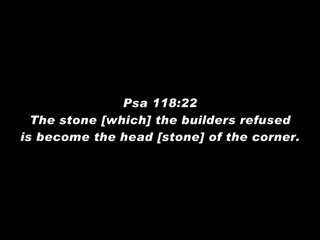 Psa 118:22
The stone [which] the builders refused
is become the head [stone] of the corner.